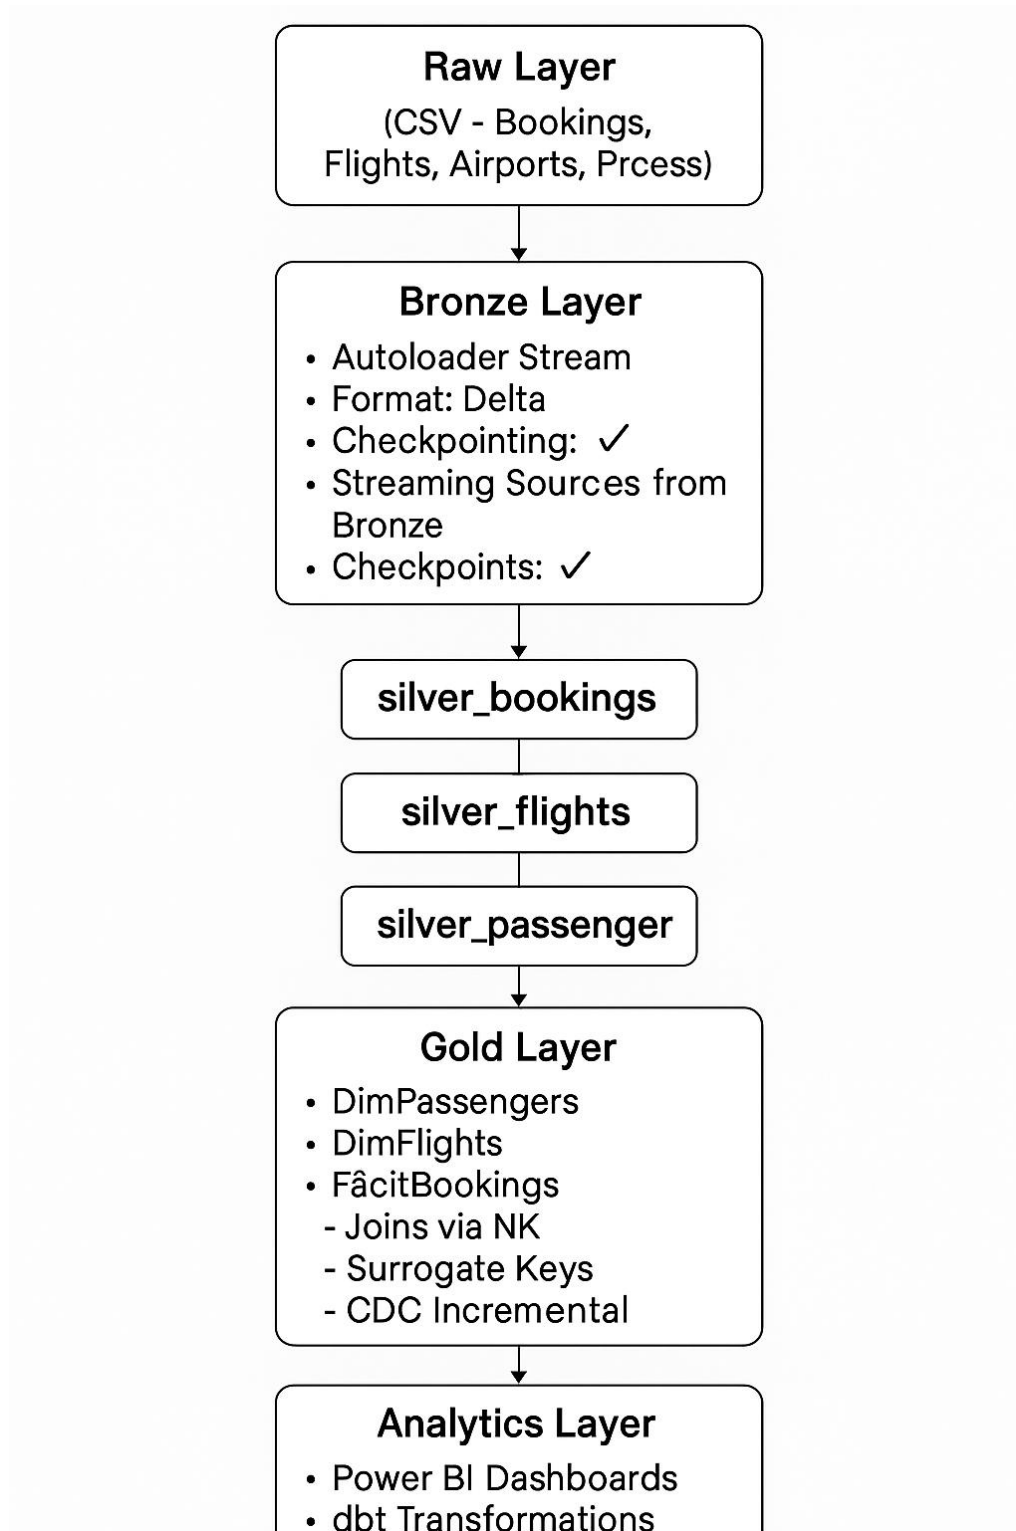 Raw Layer
(CSV - Bookings,
Flights, Airports, Prcess)
Bronze Layer
• Autoloader Stream
• Format: Delta
• Checkpointing: ✓
• Streaming Sources from
Bronze
• Checkpoints: ✓
silver_bookings
silver_flights
silver_passenger
Gold Layer
• DimPassengers
• DimFlights
• FâcitBookings
- Joins via NK
- Surrogate Keys
- CDC Incremental
Analytics Layer
• Power BI Dashboards
• dbt Transformations